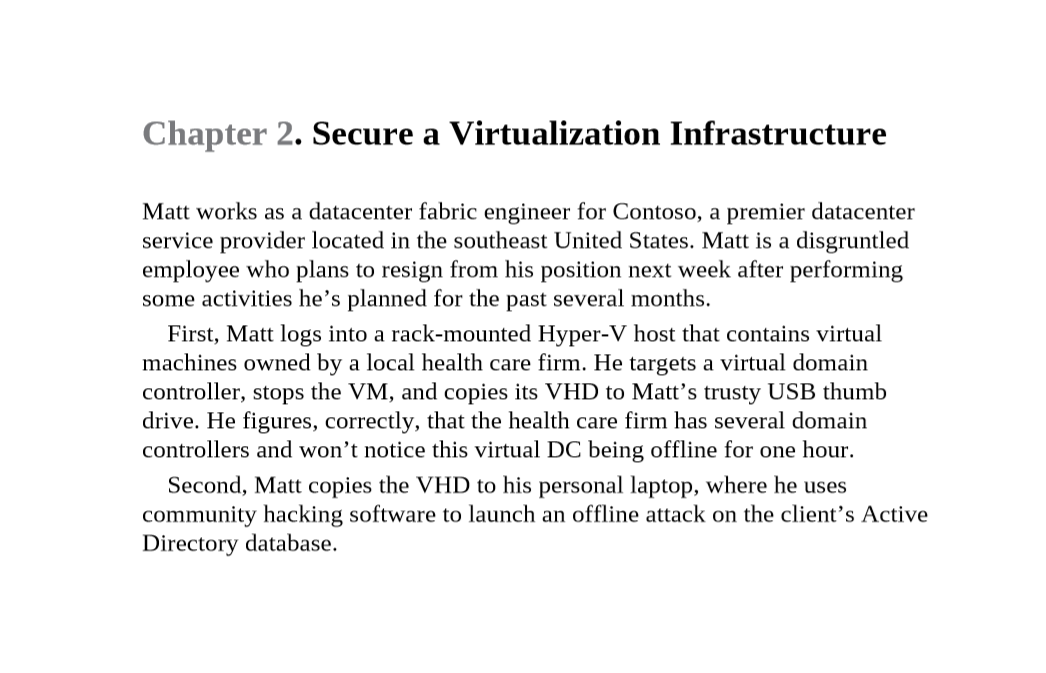 Chapter 2. Secure a Virtualization Infrastructure
Matt works as a datacenter fabric engineer for Contoso, a premier datacenter
service provider located in the southeast United States. Matt is a disgruntled
employee who plans to resign from his position next week after performing
some activities he’s planned for the past several months.
First, Matt logs into a rack-mounted Hyper-V host that contains virtual
machines owned by a local health care firm. He targets a virtual domain
controller, stops the VM, and copies its VHD to Matt’s trusty USB thumb
drive. He figures, correctly, that the health care firm has several domain
controllers and won’t notice this virtual DC being offline for one hour.
Second, Matt copies the VHD to his personal laptop, where he uses
community hacking software to launch an offline attack on the client’s Active
Directory database.